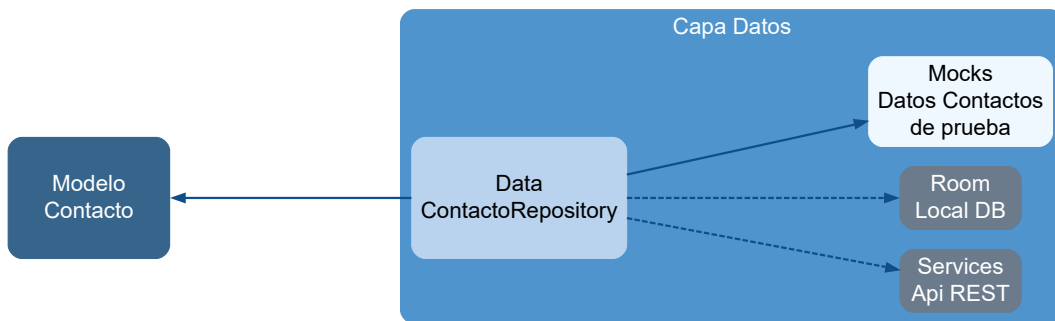 Capa Datos
Mocks
Datos Contactos
de prueba
Modelo
Contacto
Data
ContactoRepository
Room
Local DB
Services
Api REST